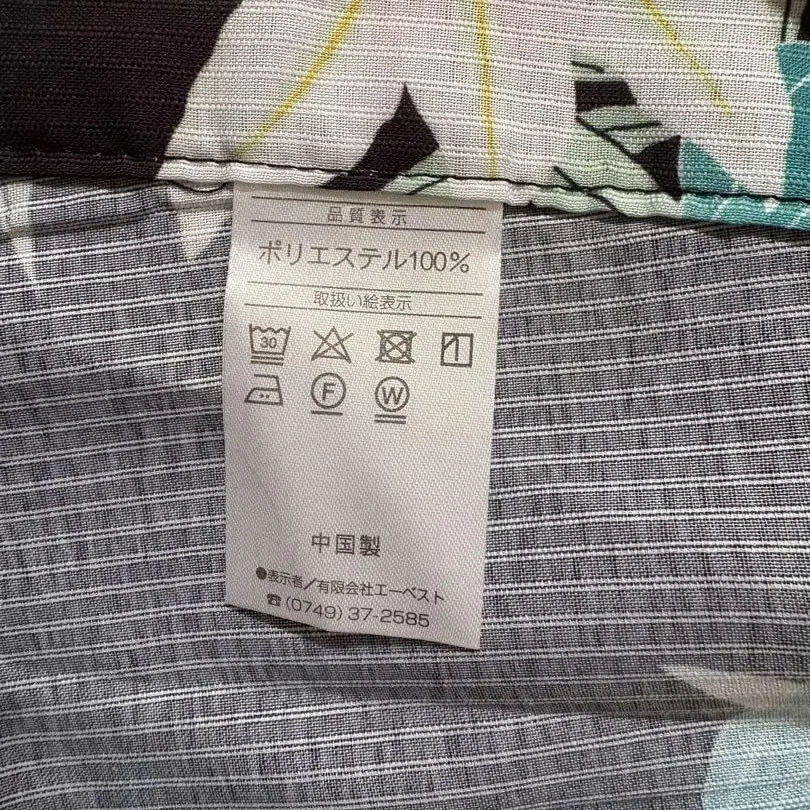 品質表示
ポリエステル100%
取扱い絵表示
30
F W
中国製
●表示者/有限会社エーベスト
☎(0749)37-2585